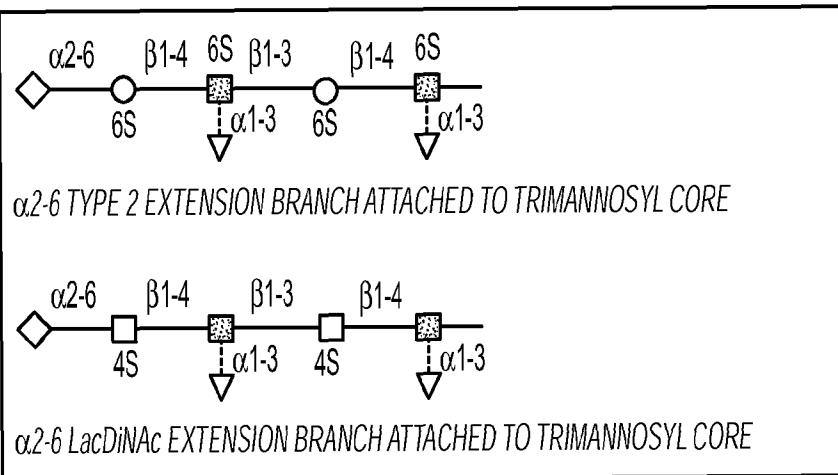 α2-6 β1-4 6S β1-3 β1-4 6S
6S α1-3 6S α1-3
α2-6 TYPE 2 EXTENSION BRANCH ATTACHED TO TRIMANNOSYL CORE
α2-6 β1-4 β1-3 β1-4
4S α1-3 4S α1-3
α2-6 LacDiNAc EXTENSION BRANCH ATTACHED TO TRIMANNOSYL CORE